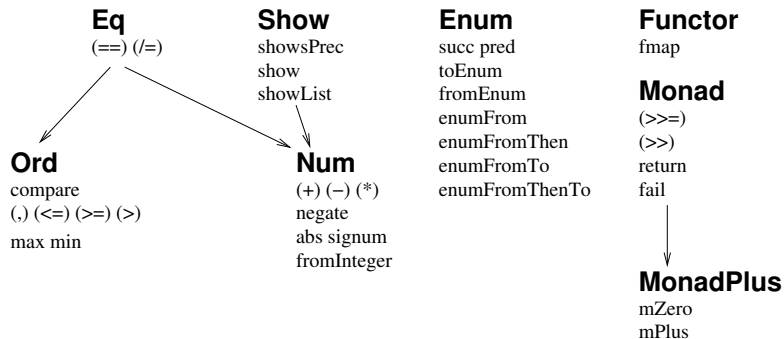 Eq
(==) (/=)
Show
showsPrec
show
showList
Enum
succ pred
toEnum
fromEnum
enumFrom
enumFromThen
enumFromTo
enumFromThenTo
Functor
fmap
Monad
(>>=)
(>>)
return
fail
Ord
compare
(,) (<=) (>=) (>)
max min
Num
(+) (−) (*)
negate
abs signum
fromInteger
MonadPlus
mZero
mPlus